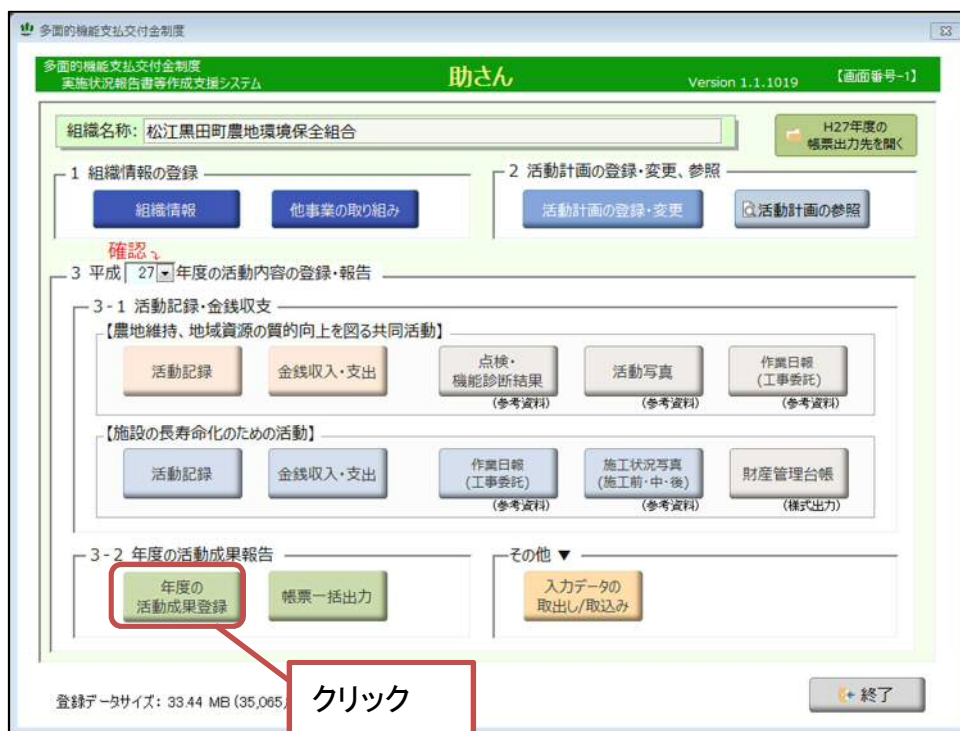 多面的機能支払交付金制度
多面的機能支払交付金制度
実施状況報告書等作成支援システム
助さん
Version 1.1.1019
【画面番号-1】
組織名称: 松江黒田町農地環境保全組合
H27年度の
帳票出力先を開く
1 組織情報の登録
組織情報
他事業の取り組み
2 活動計画の登録・変更、参照
活動計画の登録・変更
活動計画の参照
確認
3 平成 27 年度の活動内容の登録・報告
3-1 活動記録・金銭収支
【農地維持、地域資源の質的向上を図る共同活動】
活動記録
金銭収入・支出
点検・
機能診断結果
(参考資料)
活動写真
(参考資料)
作業日報
(工事委託)
(参考資料)
【施設の長寿命化のための活動】
活動記録
金銭収入・支出
作業日報
(工事委託)
(参考資料)
施工状況写真
(施工前・中・後)
(参考資料)
財産管理台帳
(様式出力)
3-2 年度の活動成果報告
年度の
活動成果登録
帳票一括出力
その他 ▼
入力データの
取出し/取込み
クリック
登録データサイズ: 33.44 MB (35,065,
終了